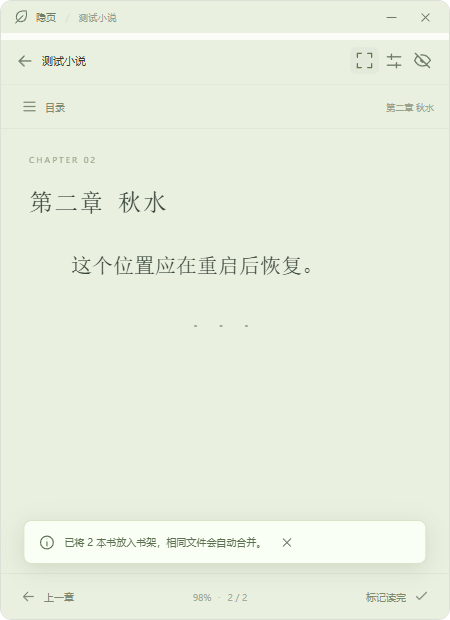 隐页 / 测试小说
测试小说
目录
第二章 秋水
CHAPTER 02
第二章 秋水
这个位置应在重启后恢复。
· · ·
已将 2 本书放入书架，相同文件会自动合并。
上一章
98% · 2 / 2
标记读完